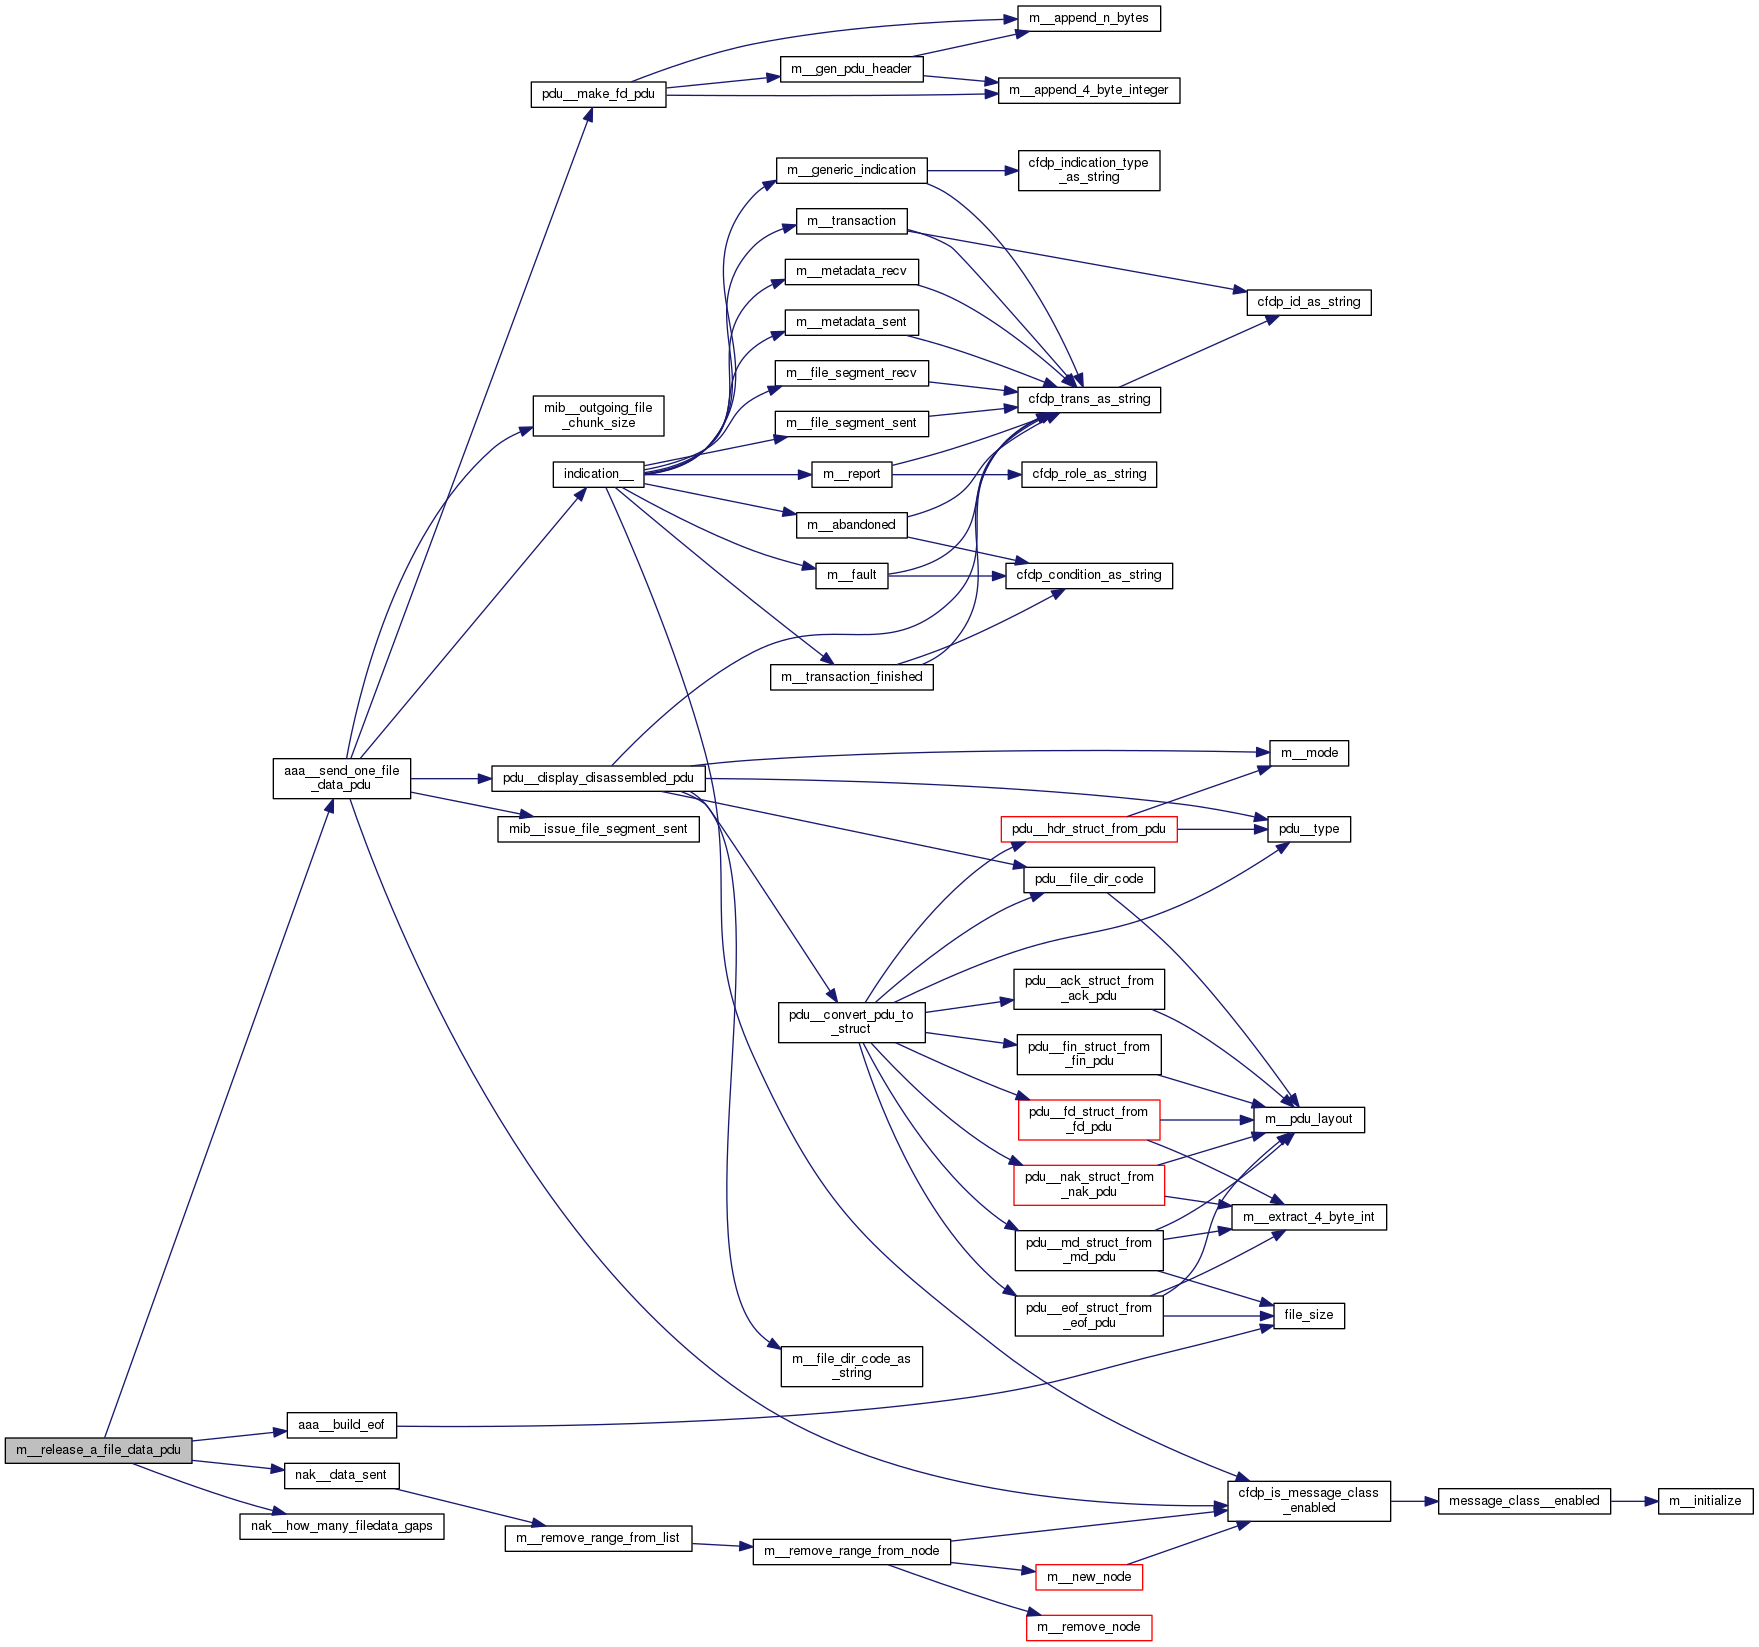 m__append_n_bytes
m__gen_pdu_header
pdu__make_fd_pdu
m__append_4_byte_integer
m__generic_indication
cfdp_indication_type
_as_string
m__transaction
m__metadata_recv
cfdp_id_as_string
m__metadata_sent
m__file_segment_recv
cfdp_trans_as_string
mib__outgoing_file
_chunk_size
m__file_segment_sent
indication__
m__report
cfdp_role_as_string
m__abandoned
m__fault
cfdp_condition_as_string
m__transaction_finished
m__mode
aaa__send_one_file
_data_pdu
pdu__display_disassembled_pdu
mib__issue_file_segment_sent
pdu__hdr_struct_from_pdu
pdu__type
pdu__file_dir_code
pdu__ack_struct_from
_ack_pdu
pdu__convert_pdu_to
_struct
pdu__fin_struct_from
_fin_pdu
pdu__fd_struct_from
_fd_pdu
m__pdu_layout
pdu__nak_struct_from
_nak_pdu
m__extract_4_byte_int
pdu__md_struct_from
_md_pdu
pdu__eof_struct_from
_eof_pdu
file_size
m__file_dir_code_as
_string
aaa__build_eof
m__release_a_file_data_pdu
nak__data_sent
cfdp_is_message_class
_enabled
message_class__enabled
m__initialize
nak__how_many_filedata_gaps
m__remove_range_from_list
m__remove_range_from_node
m__new_node
m__remove_node